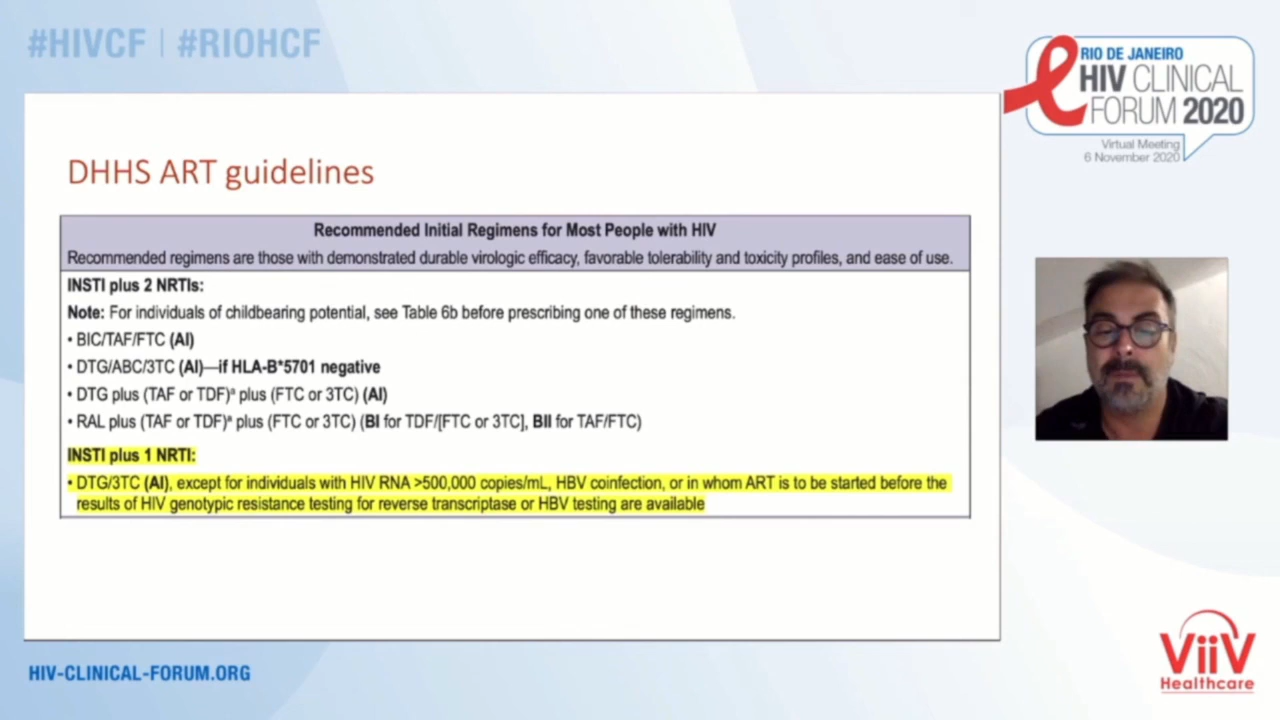 #HIVCF | #RIOHCF
RIO DE JANEIRO
HIV CLINICAL
FORUM 2020
Virtual Meeting
6 November 2020
DHHS ART guidelines
Recommended Initial Regimens for Most People with HIV
Recommended regimens are those with demonstrated durable virologic efficacy, favorable tolerability and toxicity profiles, and ease of use.
INSTI plus 2 NRTIs:
Note: For individuals of childbearing potential, see Table 6b before prescribing one of these regimens.
• BIC/TAF/FTC (AI)
• DTG/ABC/3TC (AI)—if HLA-B*5701 negative
• DTG plus (TAF or TDF)ᵃ plus (FTC or 3TC) (AI)
• RAL plus (TAF or TDF)ᵃ plus (FTC or 3TC) (BI for TDF/[FTC or 3TC], BII for TAF/FTC)
INSTI plus 1 NRTI:
• DTG/3TC (AI), except for individuals with HIV RNA >500,000 copies/mL, HBV coinfection, or in whom ART is to be started before the
results of HIV genotypic resistance testing for reverse transcriptase or HBV testing are available
HIV-CLINICAL-FORUM.ORG
ViiV
Healthcare